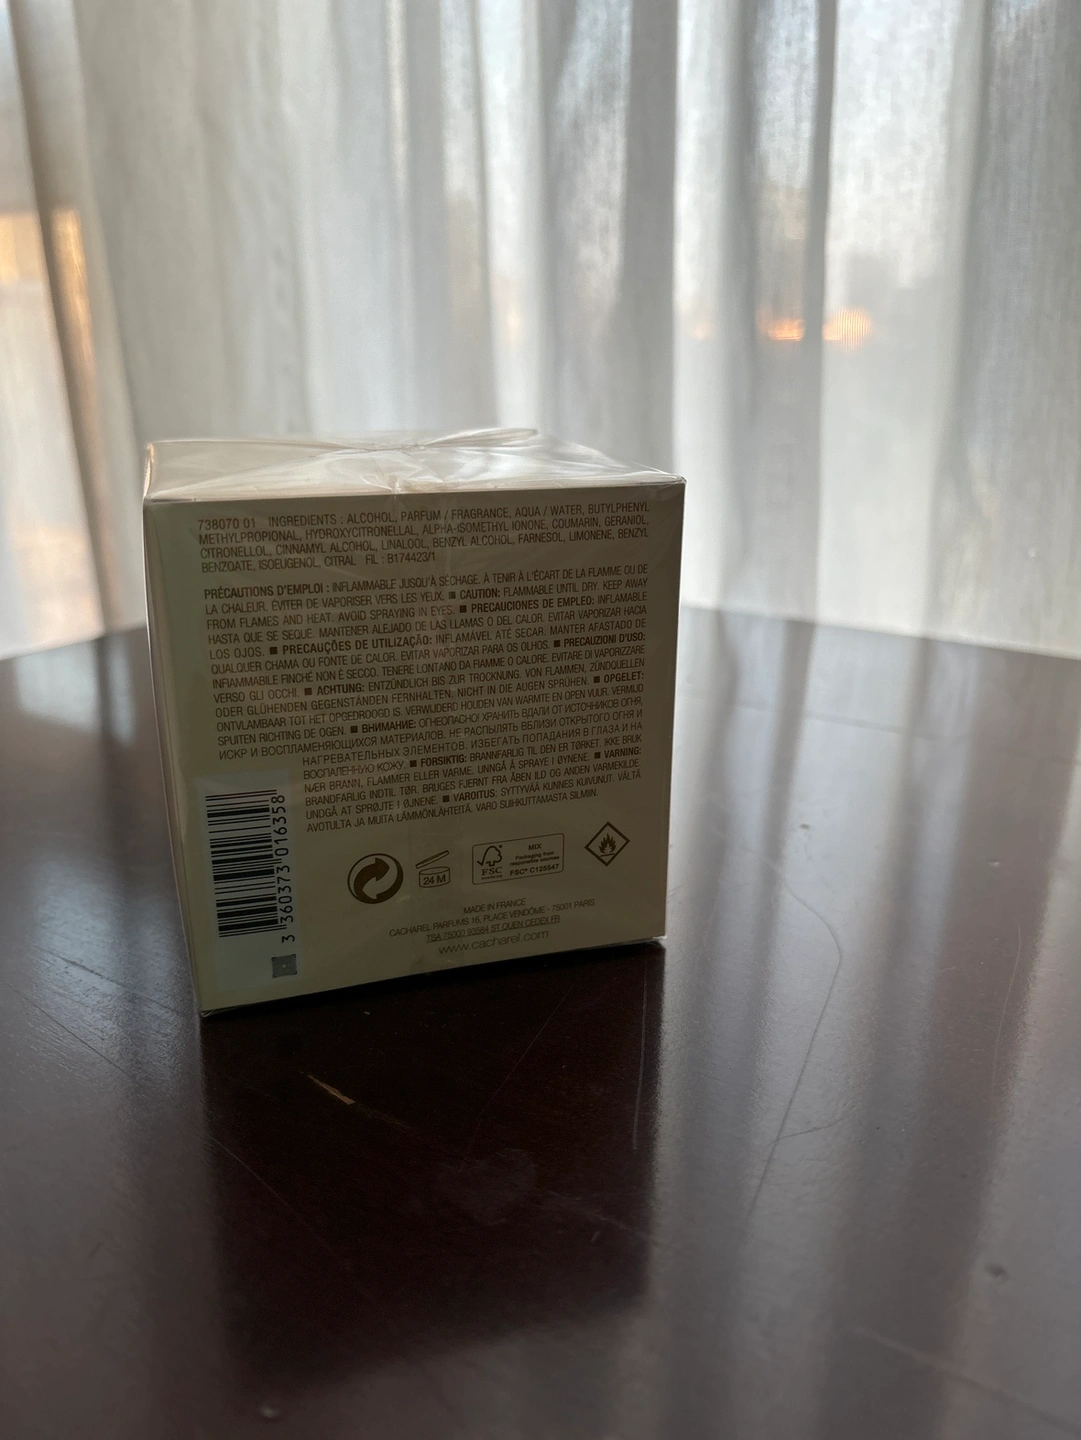 738070 01 INGREDIENTS : ALCOHOL, PARFUM / FRAGRANCE, AQUA / WATER, BUTYLPHENYL
METHYLPROPIONAL, HYDROXYCITRONELLAL, ALPHA-ISOMETHYL IONONE, COUMARIN, GERANIOL,
CITRONELLOL, CINNAMYL ALCOHOL, LINALOOL, BENZYL ALCOHOL, FARNESOL, LIMONENE, BENZYL
BENZOATE, ISOEUGENOL, CITRAL FIL : B174423/1
PRÉCAUTIONS D'EMPLOI : INFLAMMABLE JUSQU'À SÉCHAGE. À TENIR À L'ÉCART DE LA FLAMME OU DE
LA CHALEUR. ÉVITER DE VAPORISER VERS LES YEUX. ■ CAUTION: FLAMMABLE UNTIL DRY. KEEP AWAY
FROM FLAMES AND HEAT. AVOID SPRAYING IN EYES. ■ PRECAUCIONES DE EMPLEO: INFLAMABLE
HASTA QUE SE SEQUE. MANTENER ALEJADO DE LAS LLAMAS O DEL CALOR. EVITAR VAPORIZAR HACIA
LOS OJOS. ■ PRECAUÇÕES DE UTILIZAÇÃO: INFLAMÁVEL ATÉ SECAR. MANTER AFASTADO DE
QUALQUER CHAMA OU FONTE DE CALOR. EVITAR VAPORIZAR PARA OS OLHOS. ■ PRECAUZIONI D'USO:
INFIAMMABILE FINCHÉ NON È SECCO. TENERE LONTANO DA FIAMME O CALORE. EVITARE DI VAPORIZZARE
VERSO GLI OCCHI. ■ ACHTUNG: ENTZÜNDLICH BIS ZUR TROCKNUNG. VON FLAMMEN, ZÜNDQUELLEN
ODER GLÜHENDEN GEGENSTÄNDEN FERNHALTEN. NICHT IN DIE AUGEN SPRÜHEN. ■ OPGELET:
ONTVLAMBAAR TOT HET OPGEDROOGD IS. VERWIJDERD HOUDEN VAN WARMTE EN OPEN VUUR. VERMIJD
SPUITEN RICHTING DE OGEN. ■ ВНИМАНИЕ: ОГНЕОПАСНО! ХРАНИТЬ ВДАЛИ ОТ ИСТОЧНИКОВ ОГНЯ,
ИСКР И ВОСПЛАМЕНЯЮЩИХСЯ МАТЕРИАЛОВ. НЕ РАСПЫЛЯТЬ ВБЛИЗИ ОТКРЫТОГО ОГНЯ И
НАГРЕВАТЕЛЬНЫХ ЭЛЕМЕНТОВ. ИЗБЕГАТЬ ПОПАДАНИЯ В ГЛАЗА И НА
ВОСПАЛЕННУЮ КОЖУ. ■ FORSIKTIG: BRANNFARLIG TIL DEN ER TØRKET. IKKE BRUK
NÆR BRANN, FLAMMER ELLER VARME. UNNGÅ Å SPRAYE I ØYNENE. ■ VARNING:
BRANDFARLIG INDTIL TØR. BRUGES FJERNT FRA ÅBEN ILD OG ANDEN VARMEKILDE.
UNDGÅ AT SPRØJTE I ØJNENE. ■ VAROITUS: SYTTYVÄÄ KUNNES KUIVUNUT. VÄLTÄ
AVOTULTA JA MUITA LÄMMÖNLÄHTEITÄ. VARO SUIHKUTTAMASTA SILMIIN.
3 360373 016358
24 M
FSC
MIX
Packaging from
responsible sources
FSC® C125547
MADE IN FRANCE
CACHAREL PARFUMS 16, PLACE VENDÔME - 75001 PARIS
TSA 75000 93584 ST OUEN CEDEX FR
www.cacharel.com